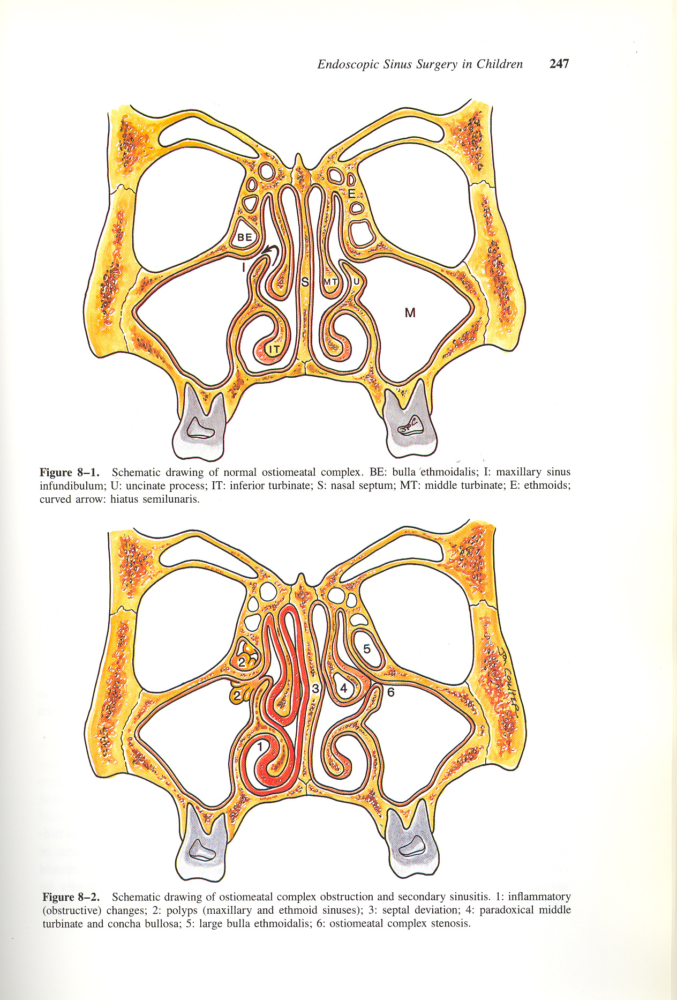 Endoscopic Sinus Surgery in Children 247
E
BE
I
S
MT
U
M
IT
SPC
Figure 8–1. Schematic drawing of normal ostiomeatal complex. BE: bulla ethmoidalis; I: maxillary sinus
infundibulum; U: uncinate process; IT: inferior turbinate; S: nasal septum; MT: middle turbinate; E: ethmoids;
curved arrow: hiatus semilunaris.
5
2
2
3
4
6
1
Jon Coulter
Figure 8–2. Schematic drawing of ostiomeatal complex obstruction and secondary sinusitis. 1: inflammatory
(obstructive) changes; 2: polyps (maxillary and ethmoid sinuses); 3: septal deviation; 4: paradoxical middle
turbinate and concha bullosa; 5: large bulla ethmoidalis; 6: ostiomeatal complex stenosis.